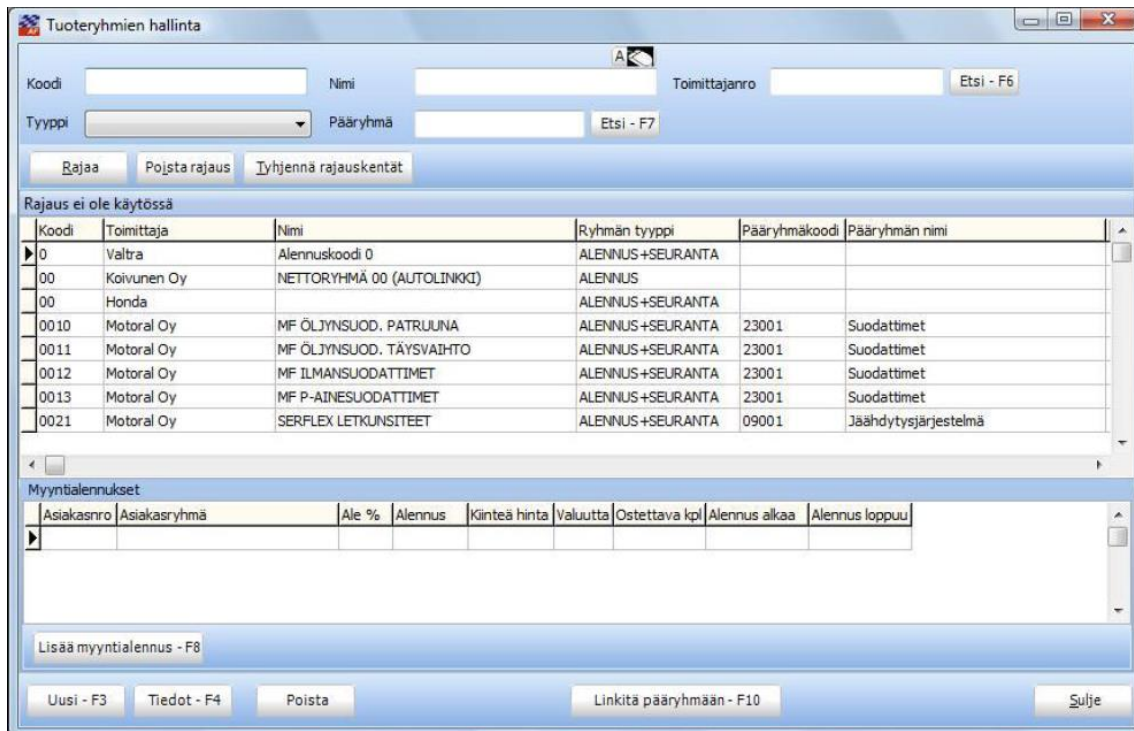 Tuoteryhmien hallinta
A
Koodi Nimi Toimittajanro Etsi - F6
Tyyppi Pääryhmä Etsi - F7
Rajaa Poista rajaus Tyhjennä rajauskentät
Rajaus ei ole käytössä
Koodi Toimittaja Nimi Ryhmän tyyppi Pääryhmäkoodi Pääryhmän nimi
0 Valtra Alennuskoodi 0 ALENNUS+SEURANTA
00 Koivunen Oy NETTORYHMÄ 00 (AUTOLINKKI) ALENNUS
00 Honda ALENNUS+SEURANTA
0010 Motoral Oy MF ÖLJYNSUOD. PATRUUNA ALENNUS+SEURANTA 23001 Suodattimet
0011 Motoral Oy MF ÖLJYNSUOD. TÄYSVAIHTO ALENNUS+SEURANTA 23001 Suodattimet
0012 Motoral Oy MF ILMANSUODATTIMET ALENNUS+SEURANTA 23001 Suodattimet
0013 Motoral Oy MF P-AINESUODATTIMET ALENNUS+SEURANTA 23001 Suodattimet
0021 Motoral Oy SERFLEX LETKUNSITEET ALENNUS+SEURANTA 09001 Jäähdytysjärjestelmä
Myyntialennukset
Asiakasnro Asiakasryhmä Ale % Alennus Kiinteä hinta Valuutta Ostettava kpl Alennus alkaa Alennus loppuu
Lisää myyntialennus - F8
Uusi - F3 Tiedot - F4 Poista Linkitä pääryhmään - F10 Sulje